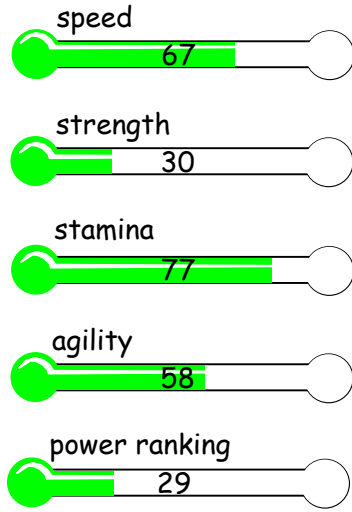 speed
67
strength
30
stamina
77
agility
58
power ranking
29